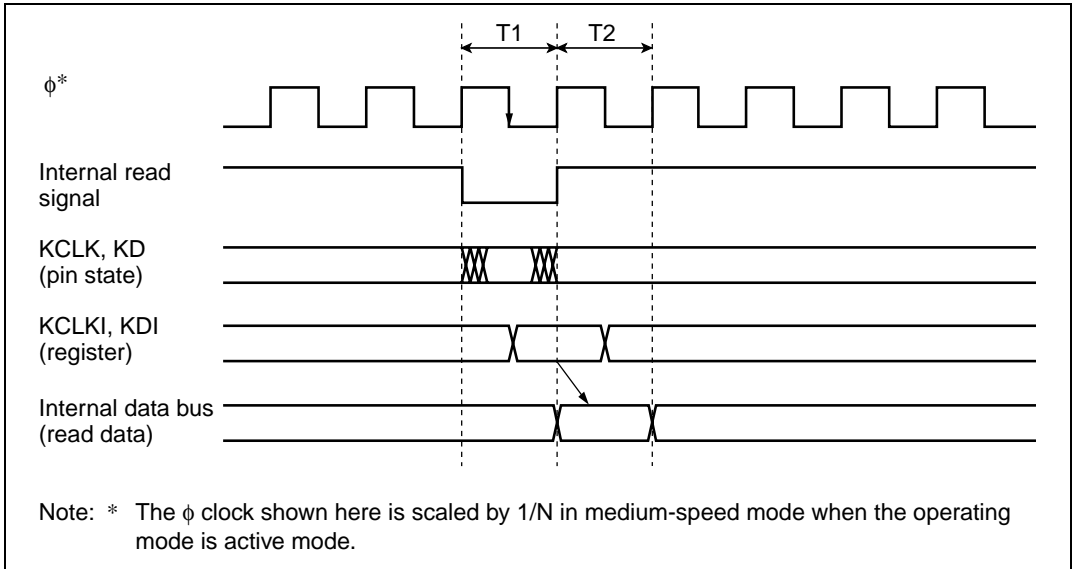 T1 T2
ϕ*
Internal read
signal
KCLK, KD
(pin state)
KCLKI, KDI
(register)
Internal data bus
(read data)
Note: * The ϕ clock shown here is scaled by 1/N in medium-speed mode when the operating
mode is active mode.